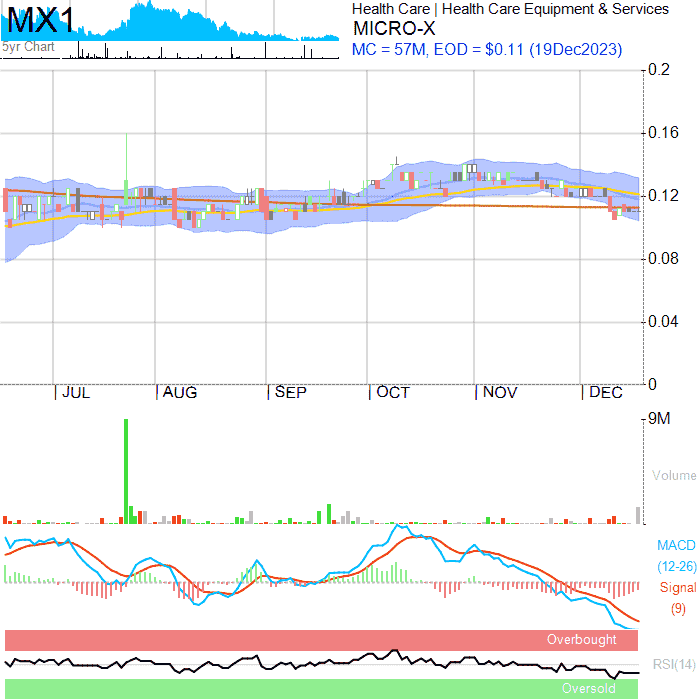 MX1
5yr Chart
Health Care | Health Care Equipment & Services
MICRO-X
MC = 57M, EOD = $0.11 (19Dec2023)
0.2
0.16
0.12
0.08
0.04
0
JUL AUG SEP OCT NOV DEC
9M
Volume
MACD
(12-26)
Signal
(9)
Overbought
RSI(14)
Oversold